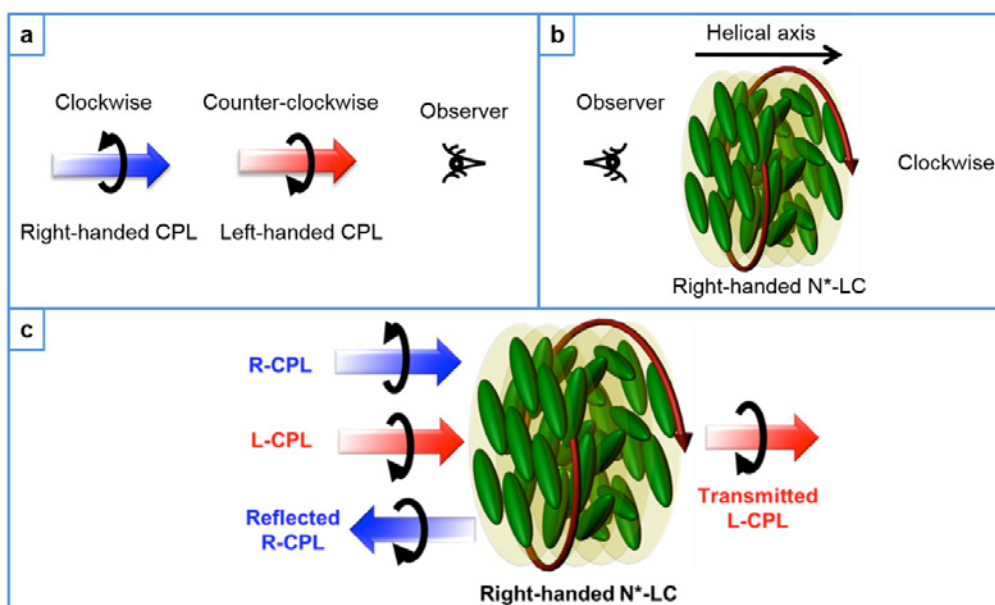 a
Clockwise
Counter-clockwise
Observer
Right-handed CPL
Left-handed CPL
b
Helical axis
Observer
Clockwise
Right-handed N*-LC
c
R-CPL
L-CPL
Reflected
R-CPL
Transmitted
L-CPL
Right-handed N*-LC